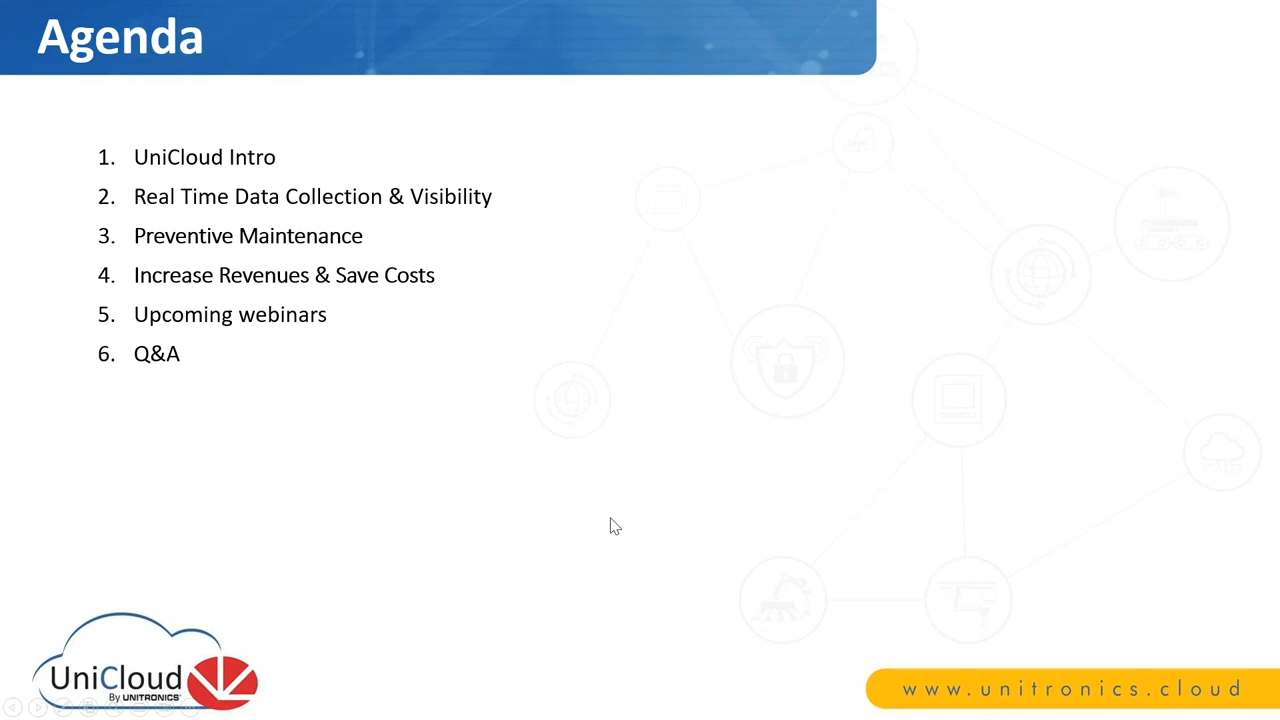 Agenda
1. UniCloud Intro
2. Real Time Data Collection & Visibility
3. Preventive Maintenance
4. Increase Revenues & Save Costs
5. Upcoming webinars
6. Q&A
UniCloud
By UNITRONICS
www.unitronics.cloud